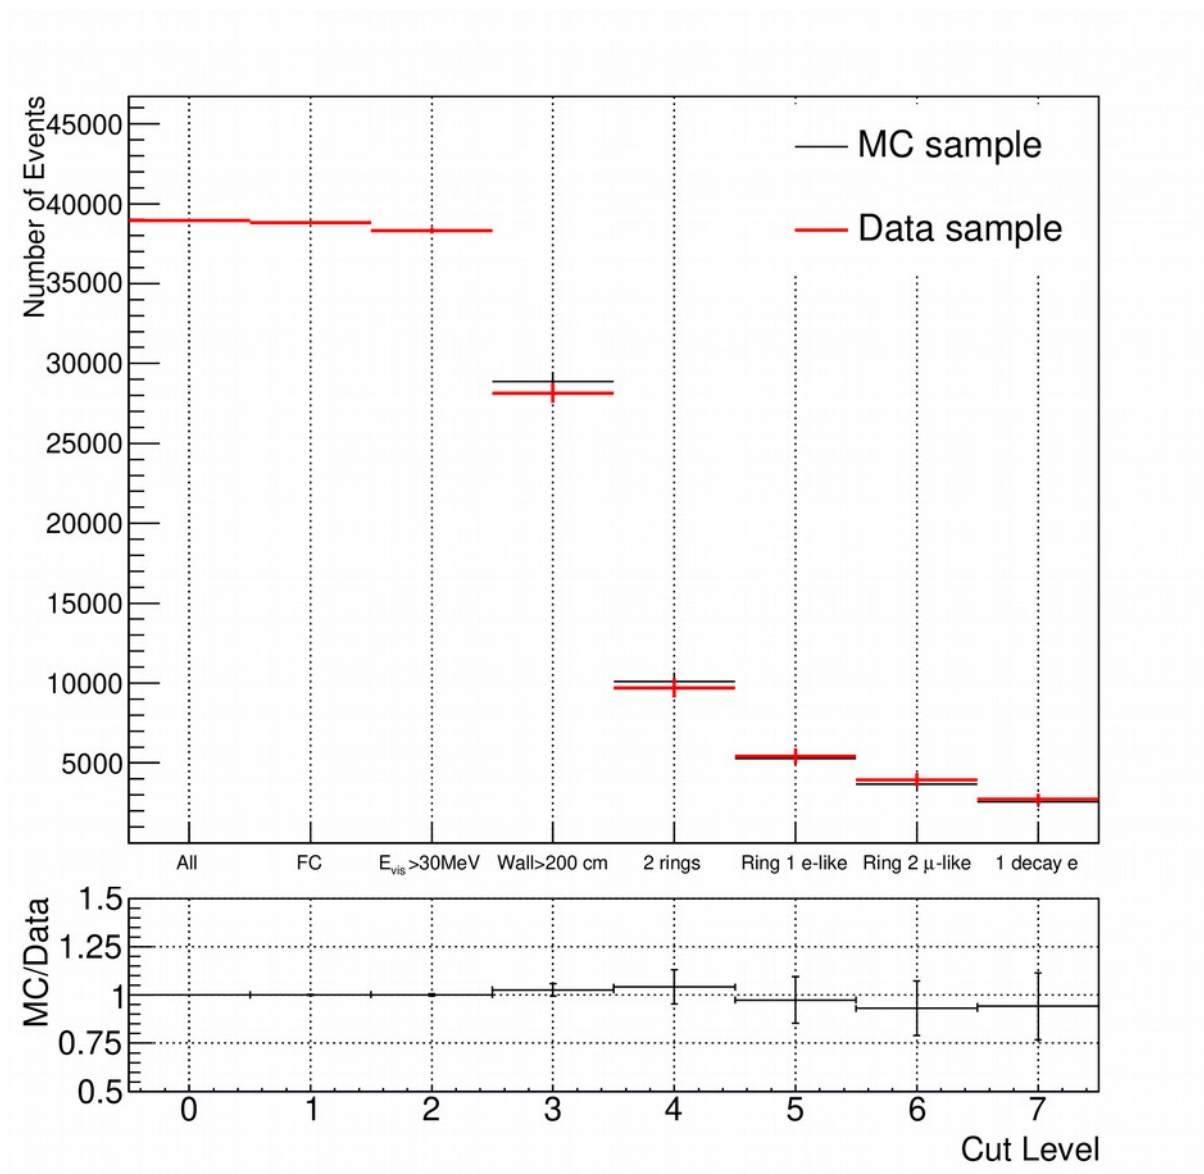 Number of Events
45000
40000
35000
30000
25000
20000
15000
10000
5000
MC sample
Data sample
All FC Evis>30MeV Wall>200 cm 2 rings Ring 1 e-like Ring 2 μ-like 1 decay e
MC/Data
1.5
1.25
1
0.75
0.5
0 1 2 3 4 5 6 7
Cut Level